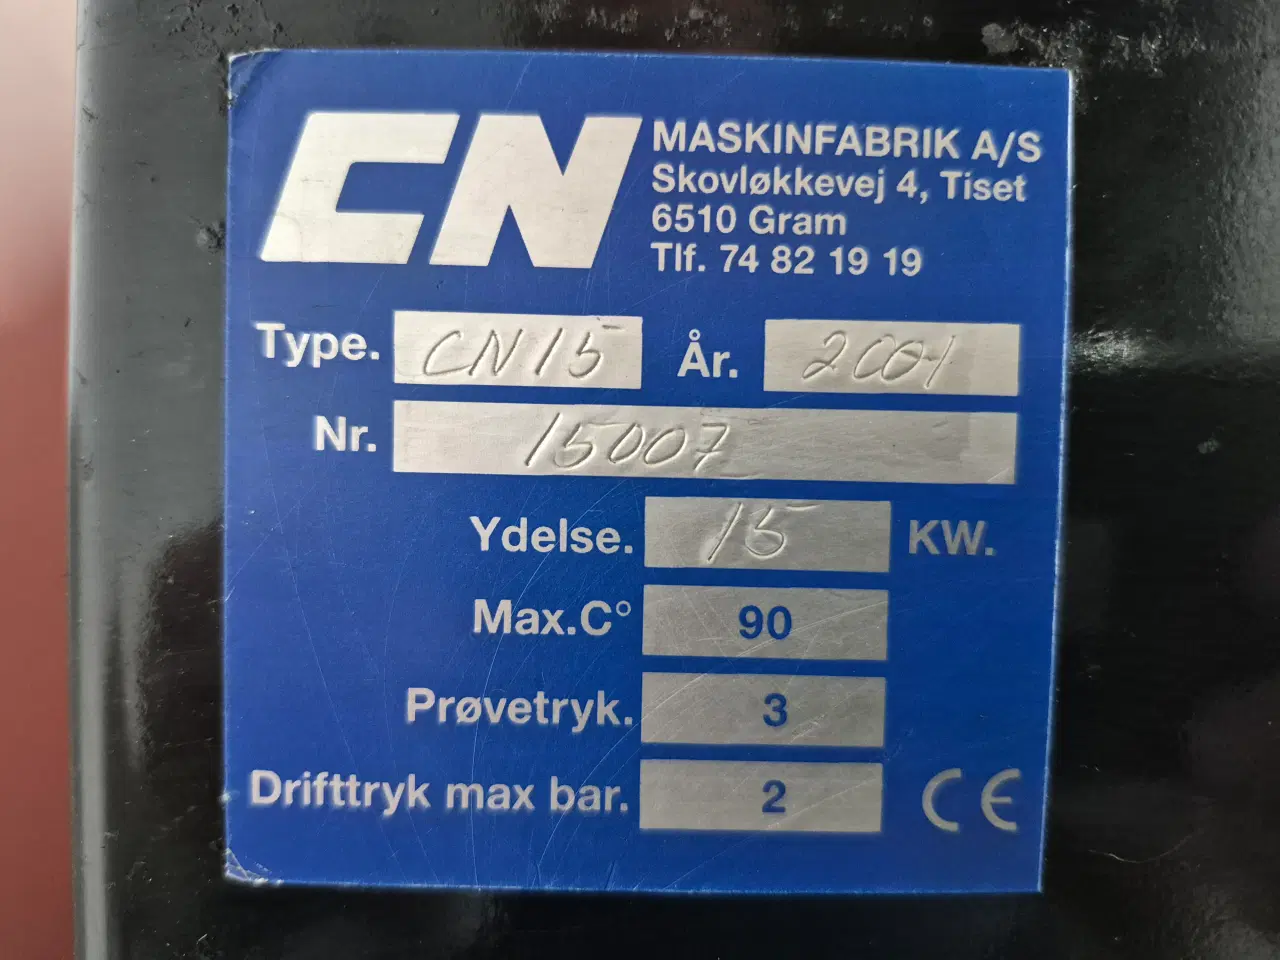 CN
MASKINFABRIK A/S
Skovløkkevej 4, Tiset
6510 Gram
Tlf. 74 82 19 19
Type. CN15 År. 2001
Nr. 15007
Ydelse. 15 KW.
Max.C° 90
Prøvetryk. 3
Drifttryk max bar. 2 CE